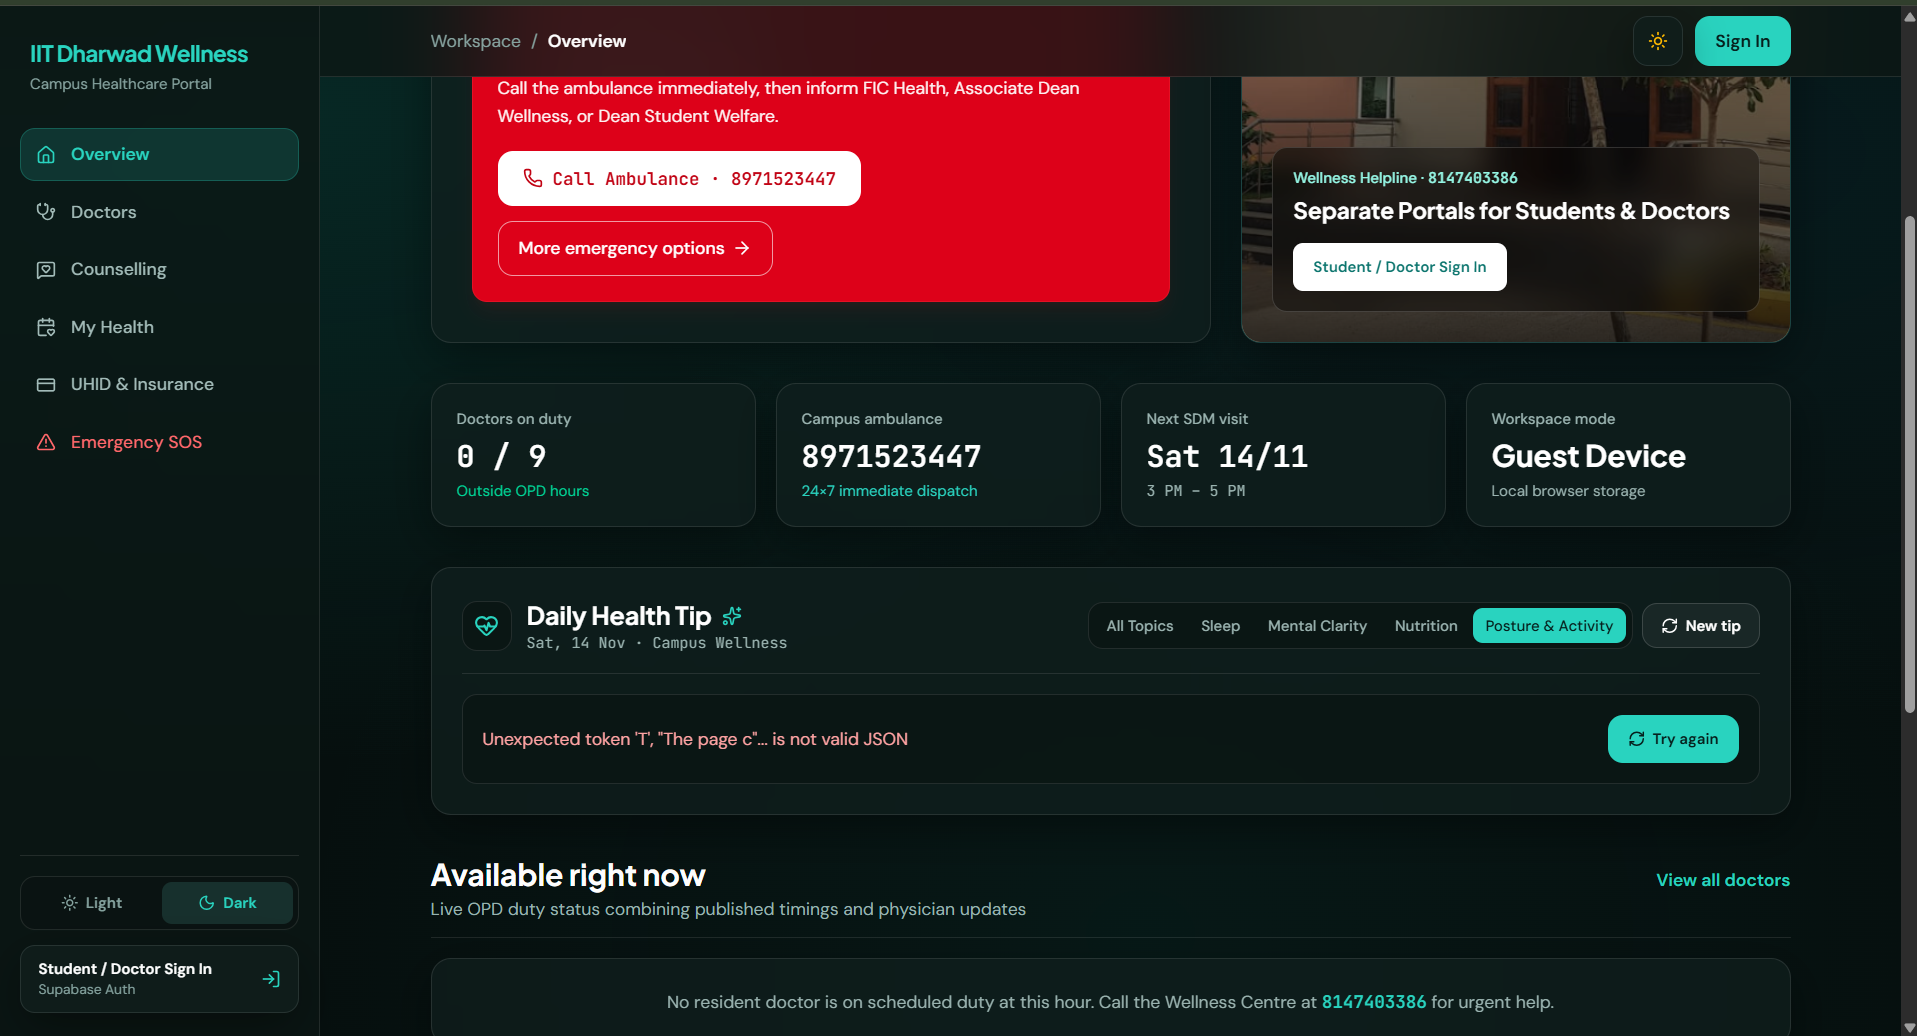 IIT Dharwad Wellness
Campus Healthcare Portal
Overview
Doctors
Counselling
My Health
UHID & Insurance
Emergency SOS
Light
Dark
Student / Doctor Sign In
Supabase Auth
Workspace / Overview
Sign In
Call the ambulance immediately, then inform FIC Health, Associate Dean
Wellness, or Dean Student Welfare.
Call Ambulance · 8971523447
More emergency options →
Wellness Helpline · 8147403386
Separate Portals for Students & Doctors
Student / Doctor Sign In
Doctors on duty
0 / 9
Outside OPD hours
Campus ambulance
8971523447
24×7 immediate dispatch
Next SDM visit
Sat 14/11
3 PM – 5 PM
Workspace mode
Guest Device
Local browser storage
Daily Health Tip
Sat, 14 Nov · Campus Wellness
All Topics
Sleep
Mental Clarity
Nutrition
Posture & Activity
New tip
Unexpected token 'T', "The page c"... is not valid JSON
Try again
Available right now
Live OPD duty status combining published timings and physician updates
View all doctors
No resident doctor is on scheduled duty at this hour. Call the Wellness Centre at 8147403386 for urgent help.